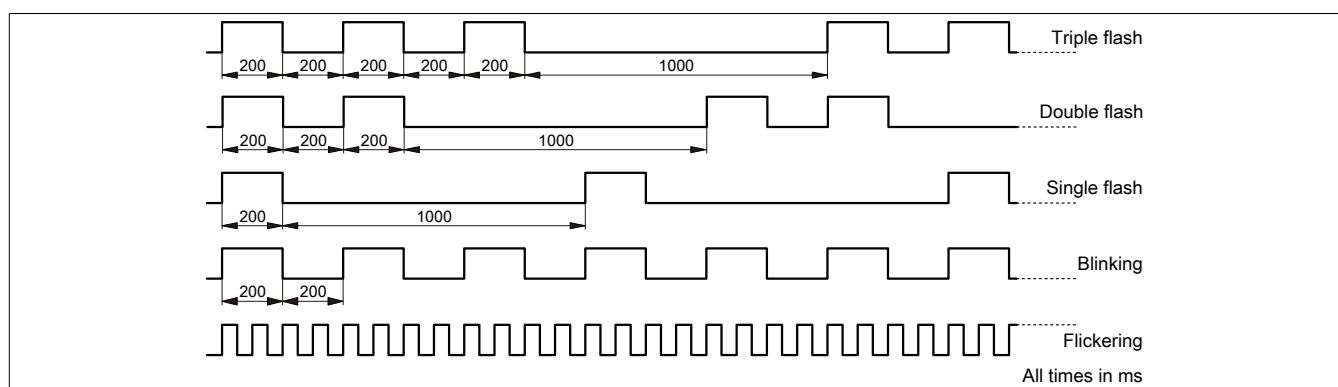 Triple flash
200 200 200 200 200 1000
Double flash
200 200 200 1000
Single flash
200 1000
Blinking
200 200
Flickering
All times in ms